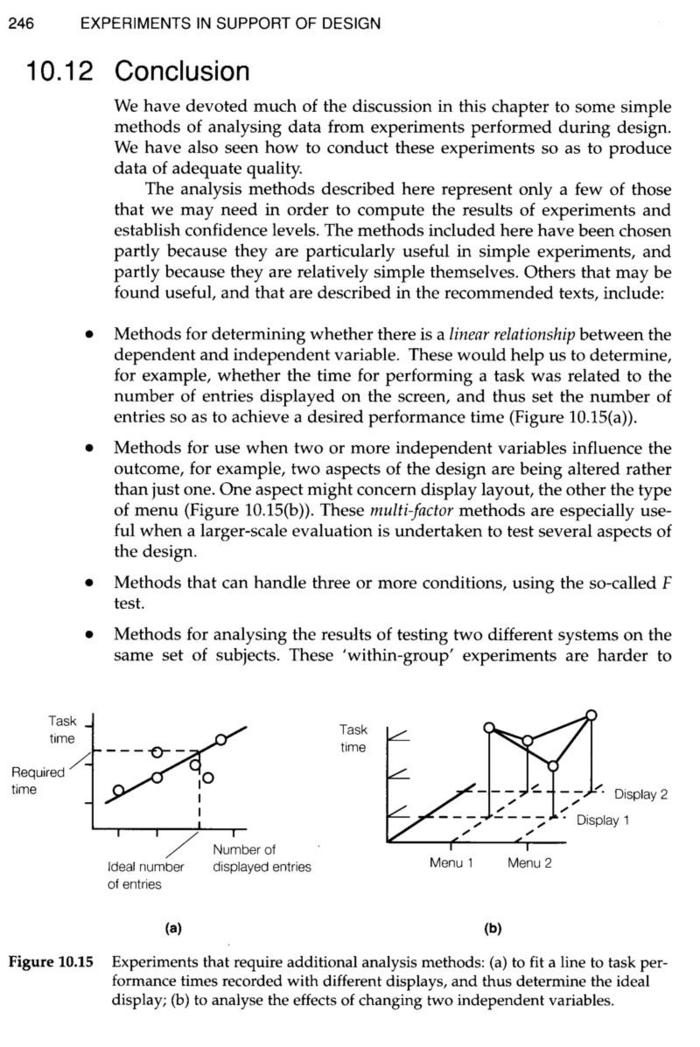 246 EXPERIMENTS IN SUPPORT OF DESIGN
10.12 Conclusion
We have devoted much of the discussion in this chapter to some simple
methods of analysing data from experiments performed during design.
We have also seen how to conduct these experiments so as to produce
data of adequate quality.
The analysis methods described here represent only a few of those
that we may need in order to compute the results of experiments and
establish confidence levels. The methods included here have been chosen
partly because they are particularly useful in simple experiments, and
partly because they are relatively simple themselves. Others that may be
found useful, and that are described in the recommended texts, include:
• Methods for determining whether there is a linear relationship between the
dependent and independent variable. These would help us to determine,
for example, whether the time for performing a task was related to the
number of entries displayed on the screen, and thus set the number of
entries so as to achieve a desired performance time (Figure 10.15(a)).
• Methods for use when two or more independent variables influence the
outcome, for example, two aspects of the design are being altered rather
than just one. One aspect might concern display layout, the other the type
of menu (Figure 10.15(b)). These multi-factor methods are especially use-
ful when a larger-scale evaluation is undertaken to test several aspects of
the design.
• Methods that can handle three or more conditions, using the so-called F
test.
• Methods for analysing the results of testing two different systems on the
same set of subjects. These 'within-group' experiments are harder to
Task
time
Required
time
Ideal number
of entries
Number of
displayed entries
(a)
Task
time
Display 2
Display 1
Menu 1 Menu 2
(b)
Figure 10.15 Experiments that require additional analysis methods: (a) to fit a line to task per-
formance times recorded with different displays, and thus determine the ideal
display; (b) to analyse the effects of changing two independent variables.